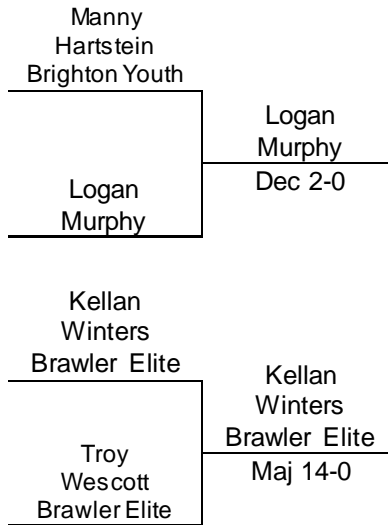 Manny
Hartstein
Brighton Youth
Logan
Murphy
Dec 2-0
Logan
Murphy
Kellan
Winters
Brawler Elite
Kellan
Winters
Brawler Elite
Maj 14-0
Troy
Wescott
Brawler Elite